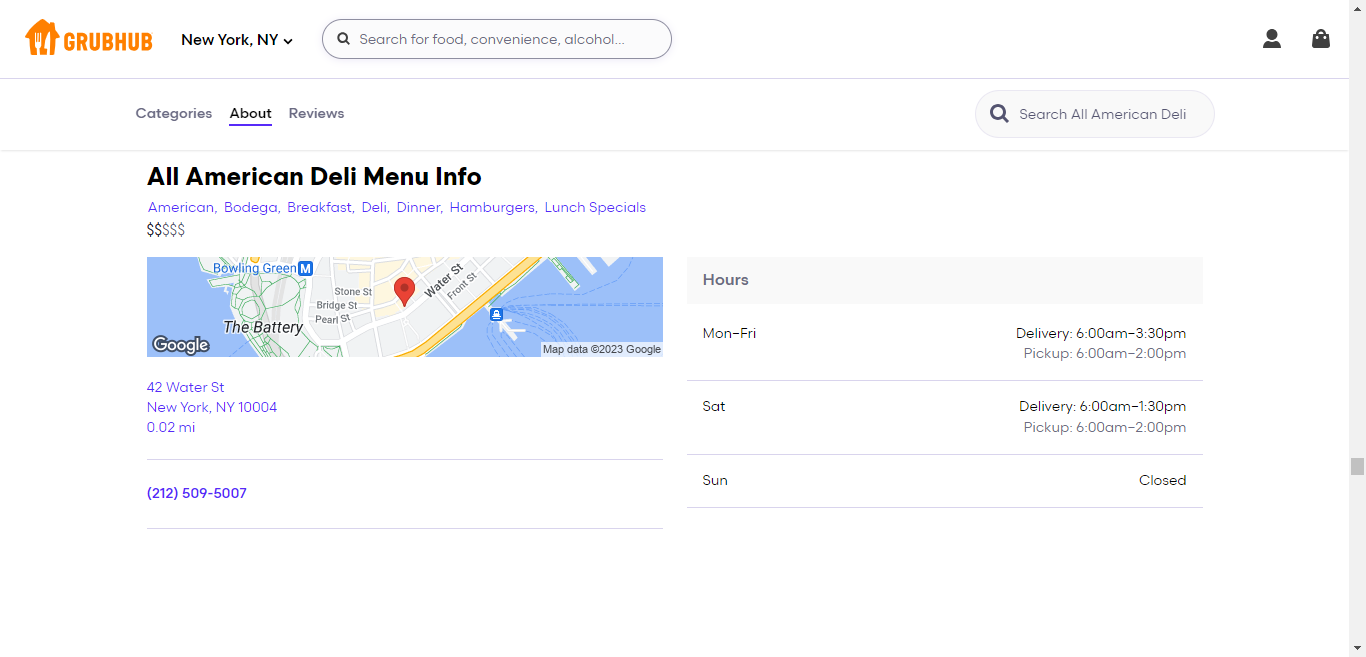 GRUBHUB
New York, NY
Search for food, convenience, alcohol...
Categories
About
Reviews
Search All American Deli
All American Deli Menu Info
American, Bodega, Breakfast, Deli, Dinner, Hamburgers, Lunch Specials
$$$$$
Bowling Green M
Stone St
Bridge St
Pearl St
Water St
Front St
The Battery
Google
Map data ©2023 Google
42 Water St
New York, NY 10004
0.02 mi
(212) 509-5007
Hours
Mon–Fri
Delivery: 6:00am–3:30pm
Pickup: 6:00am–2:00pm
Sat
Delivery: 6:00am–1:30pm
Pickup: 6:00am–2:00pm
Sun
Closed